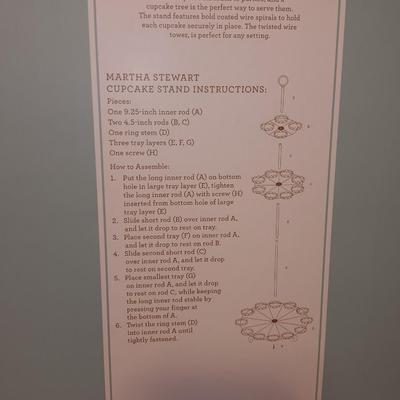 cupcake tree is the perfect way to serve them.
The stand features bold coated wire spirals to hold
each cupcake securely in place. The twisted wire
tower, is perfect for any setting.
MARTHA STEWART
CUPCAKE STAND INSTRUCTIONS:
Pieces:
One 9.25-inch inner rod (A)
Two 4.5-inch rods (B, C)
One ring stem (D)
Three tray layers (E, F, G)
One screw (H)
How to Assemble:
1. Put the long inner rod (A) on bottom
hole in large tray layer (E), tighten
the long inner rod (A) with screw (H)
inserted from bottom hole of large
tray layer (E)
2. Slide short rod (B) over inner rod A,
and let it drop to rest on tray.
3. Place second tray (F) on inner rod A,
and let it drop to rest on rod B.
4. Slide second short rod (C)
over inner rod A, and let it drop
to rest on second tray.
5. Place smallest tray (G)
on inner rod A, and let it drop
to rest on rod C, while keeping
the long inner rod stable by
pressing your finger at
the bottom of A.
6. Twist the ring stem (D)
into inner rod A until
tightly fastened.